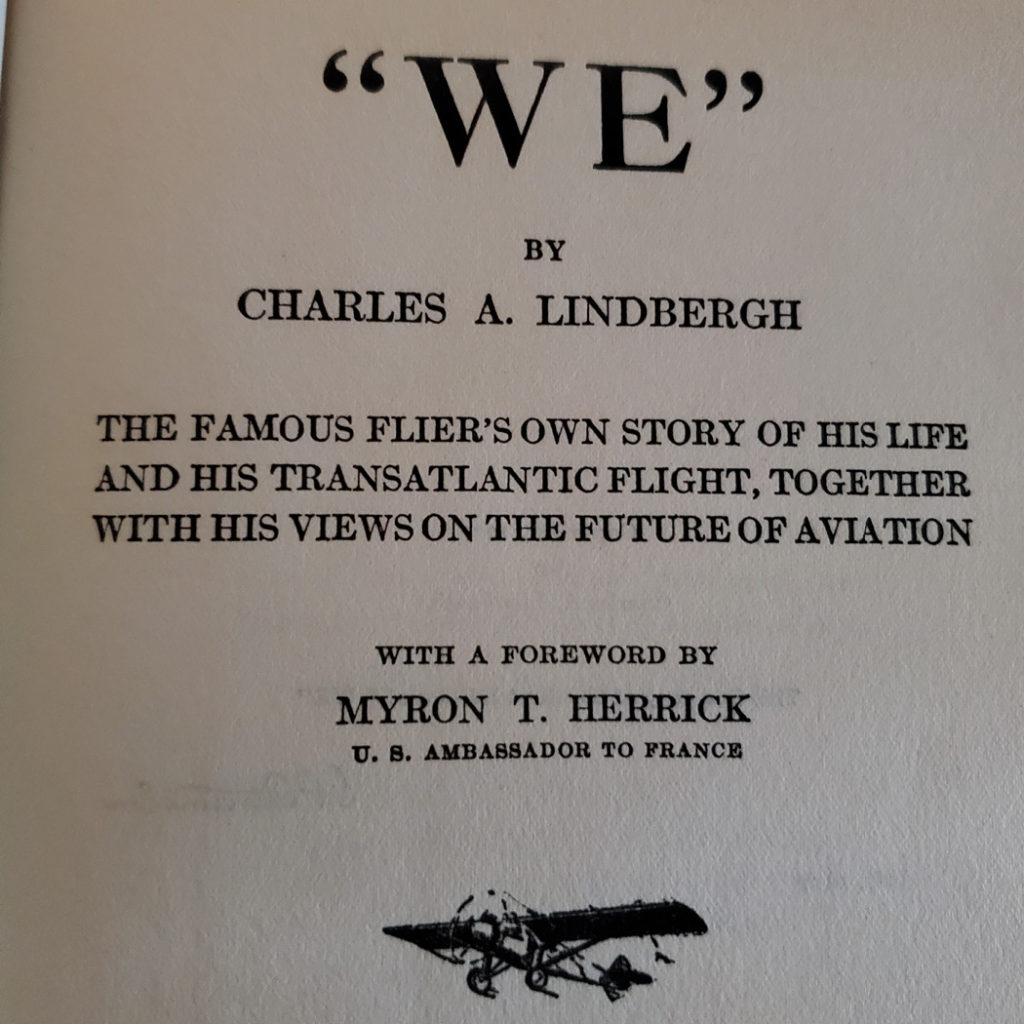 “WE”
BY
CHARLES A. LINDBERGH
THE FAMOUS FLIER’S OWN STORY OF HIS LIFE
AND HIS TRANSATLANTIC FLIGHT, TOGETHER
WITH HIS VIEWS ON THE FUTURE OF AVIATION
WITH A FOREWORD BY
MYRON T. HERRICK
U. S. AMBASSADOR TO FRANCE